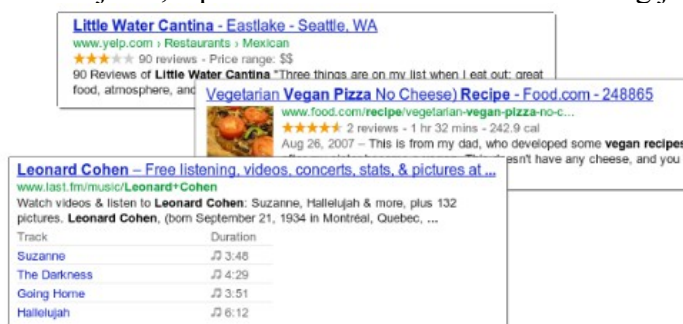 Little Water Cantina - Eastlake - Seattle, WA
www.yelp.com › Restaurants › Mexican
90 reviews - Price range: $$
90 Reviews of Little Water Cantina "Three things are on my list when I eat out: great
food, atmosphere, and
Vegetarian Vegan Pizza No Cheese) Recipe - Food.com - 248865
www.food.com/recipe/vegetarian-vegan-pizza-no-c...
2 reviews - 1 hr 32 mins - 242.9 cal
Aug 26, 2007 – This is from my dad, who developed some vegan recipes
This doesn't have any cheese, and you
Leonard Cohen – Free listening, videos, concerts, stats, & pictures at ...
www.last.fm/music/Leonard+Cohen
Watch videos & listen to Leonard Cohen: Suzanne, Hallelujah & more, plus 132
pictures. Leonard Cohen, (born September 21, 1934 in Montréal, Quebec, ...
Track Duration
Suzanne 3:48
The Darkness 4:29
Going Home 3:51
Hallelujah 6:12